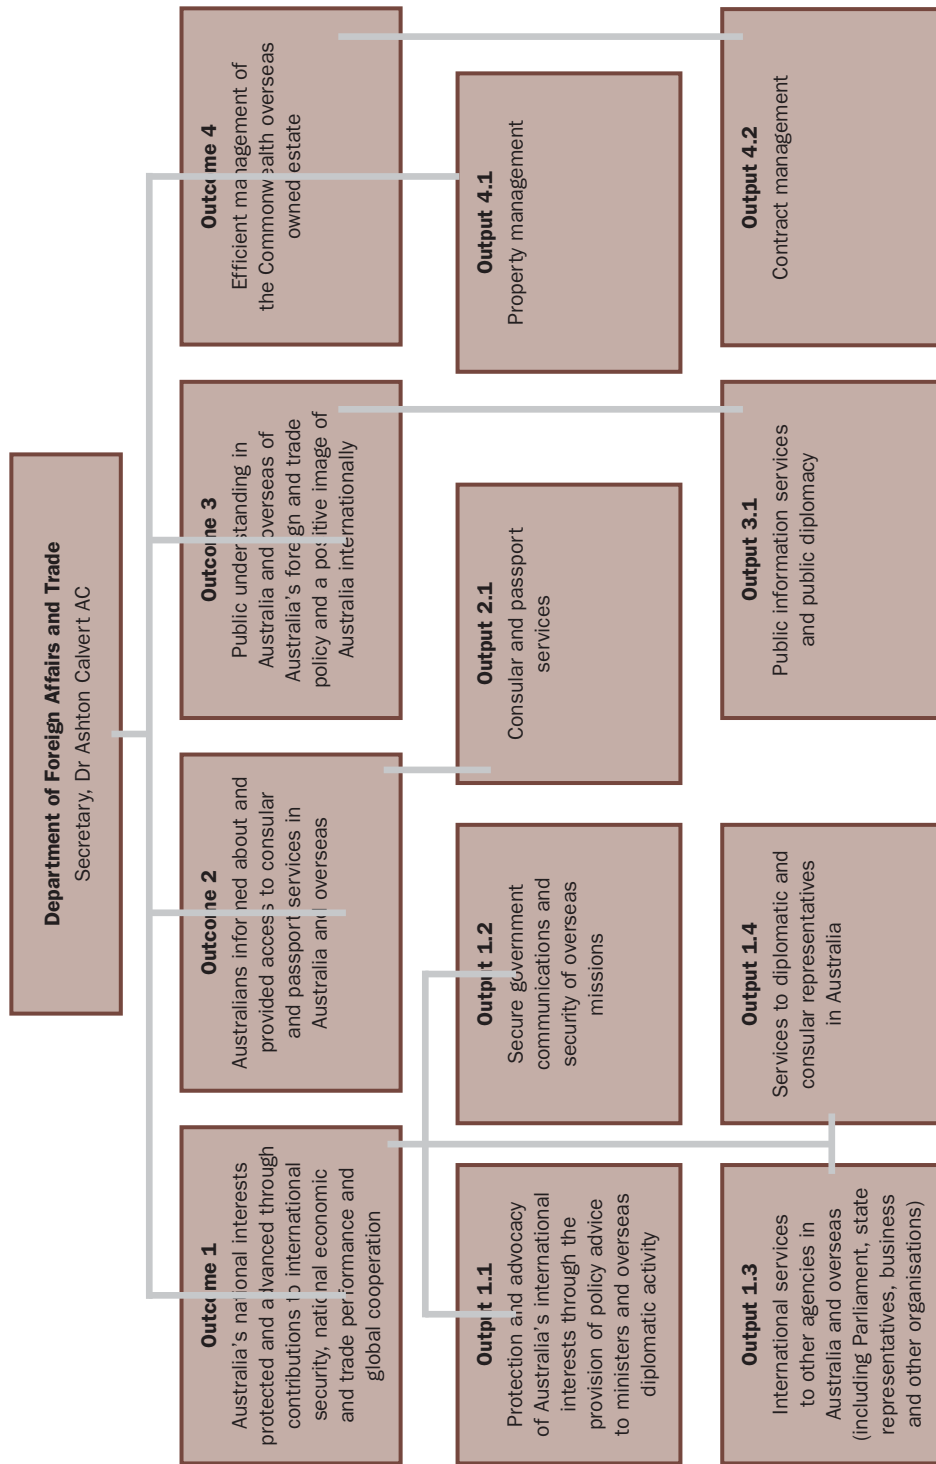 Department of Foreign Affairs and Trade
Secretary, Dr Ashton Calvert AC
Outcome 1
Australia's national interests
protected and advanced through
contributions to international
security, national economic
and trade performance and
global cooperation
Outcome 2
Australians informed about and
provided access to consular
and passport services in
Australia and overseas
Outcome 3
Public understanding in
Australia and overseas of
Australia's foreign and trade
policy and a positive image of
Australia internationally
Outcome 4
Efficient management of
the Commonwealth overseas
owned estate
Output 1.1
Protection and advocacy
of Australia's international
interests through the
provision of policy advice
to ministers and overseas
diplomatic activity
Output 1.2
Secure government
communications and
security of overseas
missions
Output 2.1
Consular and passport
services
Output 4.1
Property management
Output 1.3
International services
to other agencies in
Australia and overseas
(including Parliament, state
representatives, business
and other organisations)
Output 1.4
Services to diplomatic and
consular representatives
in Australia
Output 3.1
Public information services
and public diplomacy
Output 4.2
Contract management